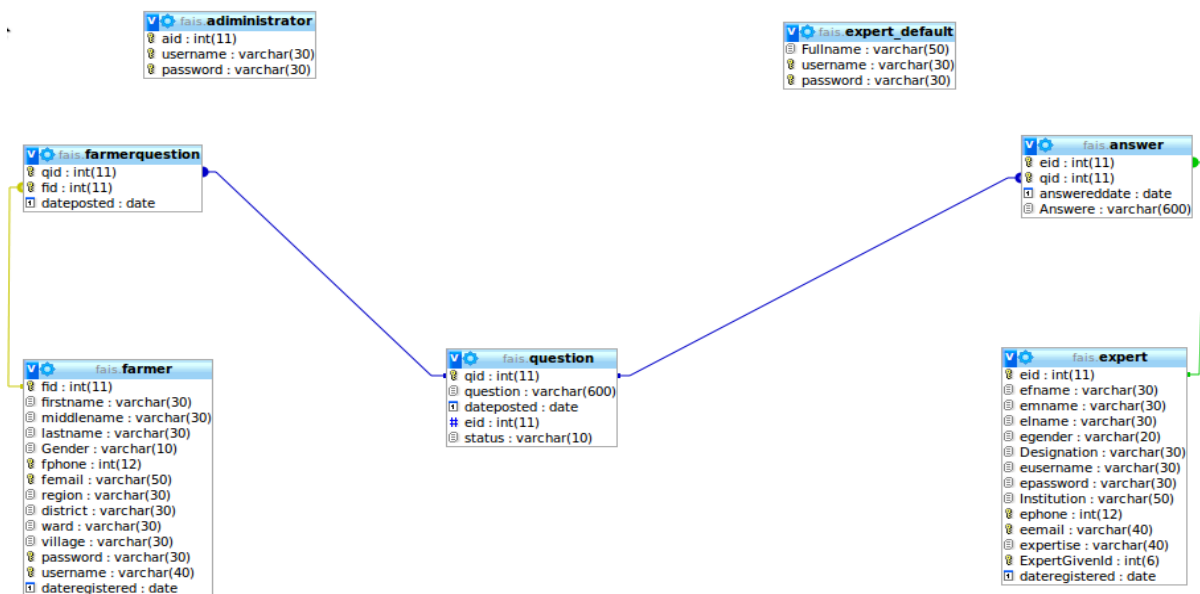 fais.adiministrator
aid : int(11)
username : varchar(30)
password : varchar(30)
fais.expert_default
Fullname : varchar(50)
username : varchar(30)
password : varchar(30)
fais.farmerquestion
qid : int(11)
fid : int(11)
dateposted : date
fais.answer
eid : int(11)
qid : int(11)
answereddate : date
Answere : varchar(600)
fais.farmer
fid : int(11)
firstname : varchar(30)
middlename : varchar(30)
lastname : varchar(30)
Gender : varchar(10)
fphone : int(12)
femail : varchar(50)
region : varchar(30)
district : varchar(30)
ward : varchar(30)
village : varchar(30)
password : varchar(30)
username : varchar(40)
dateregistered : date
fais.question
qid : int(11)
question : varchar(600)
dateposted : date
# eid : int(11)
status : varchar(10)
fais.expert
eid : int(11)
efname : varchar(30)
emname : varchar(30)
elname : varchar(30)
egender : varchar(20)
Designation : varchar(30)
eusername : varchar(30)
epassword : varchar(30)
Institution : varchar(50)
ephone : int(12)
eemail : varchar(40)
expertise : varchar(40)
ExpertGivenId : int(6)
dateregistered : date